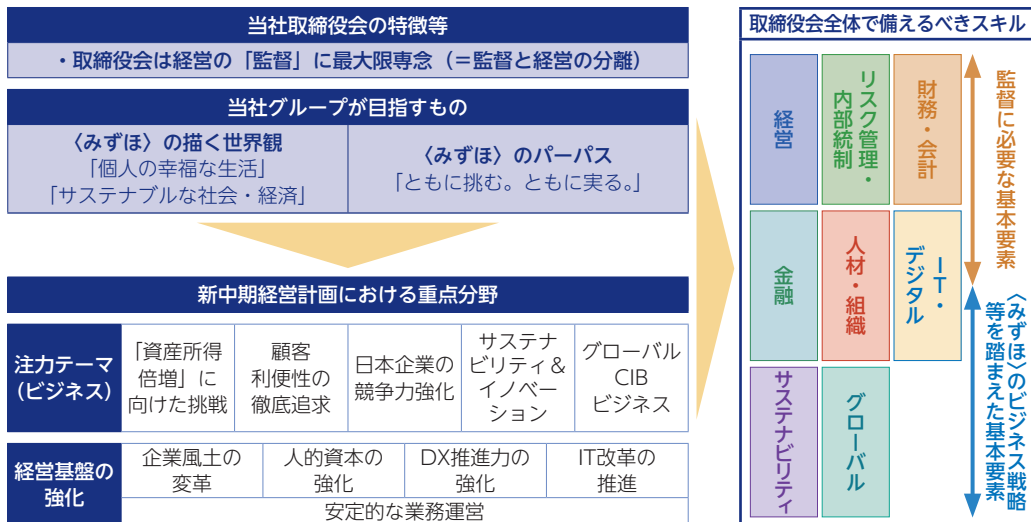 当社取締役会の特徴等
・取締役会は経営の「監督」に最大限専念（＝監督と経営の分離）
当社グループが目指すもの
〈みずほ〉の描く世界観
「個人の幸福な生活」
「サステナブルな社会・経済」
〈みずほ〉のパーパス
「ともに挑む。ともに実る。」
新中期経営計画における重点分野
注力テーマ
（ビジネス）
「資産所得
倍増」に
向けた挑戦
顧客
利便性の
徹底追求
日本企業の
競争力強化
サステナ
ビリティ＆
イノベー
ション
グローバル
CIB
ビジネス
経営基盤の
強化
企業風土の
変革
人的資本の
強化
DX推進力の
強化
IT改革の
推進
安定的な業務運営
取締役会全体で備えるべきスキル
経営
リスク管理・
内部統制
財務・会計
金融
人材・組織
IT・
デジタル
サステナビリティ
グローバル
監督に必要な基本要素
〈みずほ〉のビジネス戦略
等を踏まえた基本要素